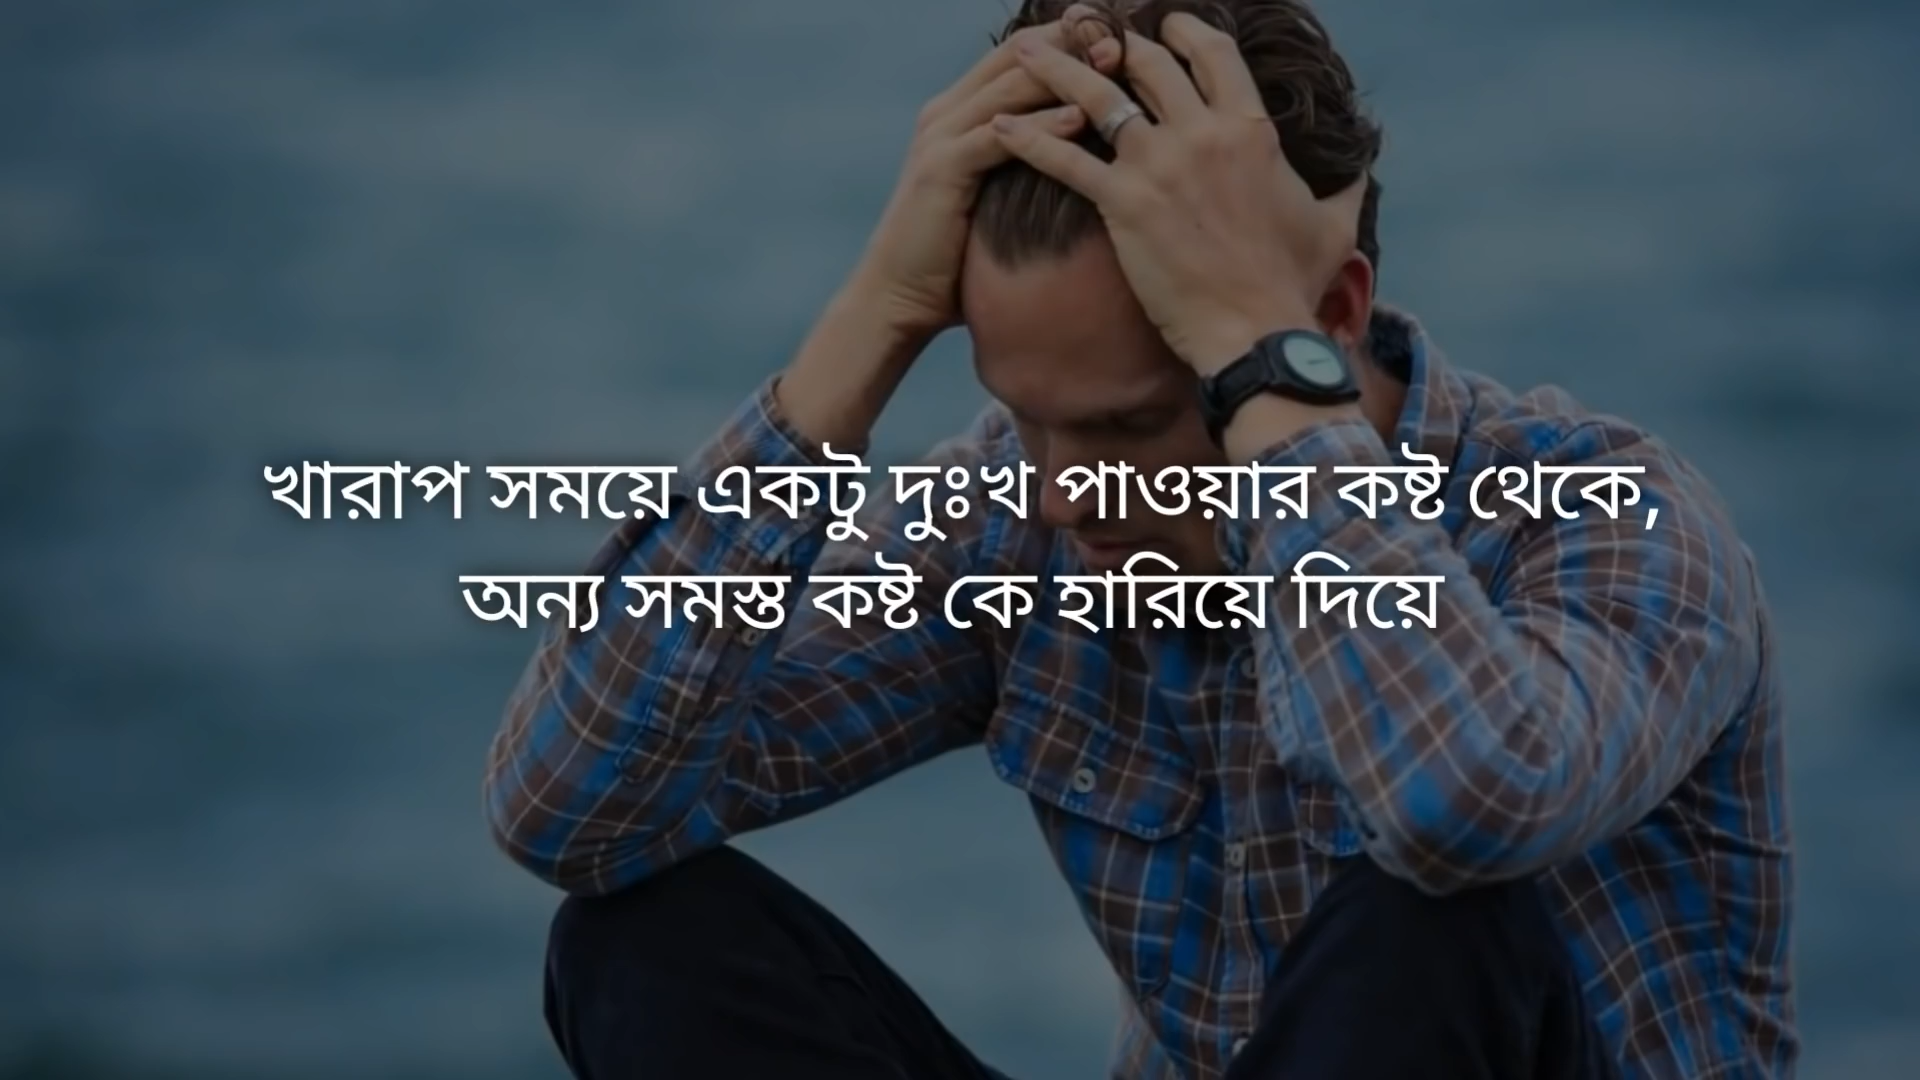 খারাপ সময়ে একটু দুঃখ পাওয়ার কষ্ট থেকে,
অন্য সমস্ত কষ্ট কে হারিয়ে দিয়ে